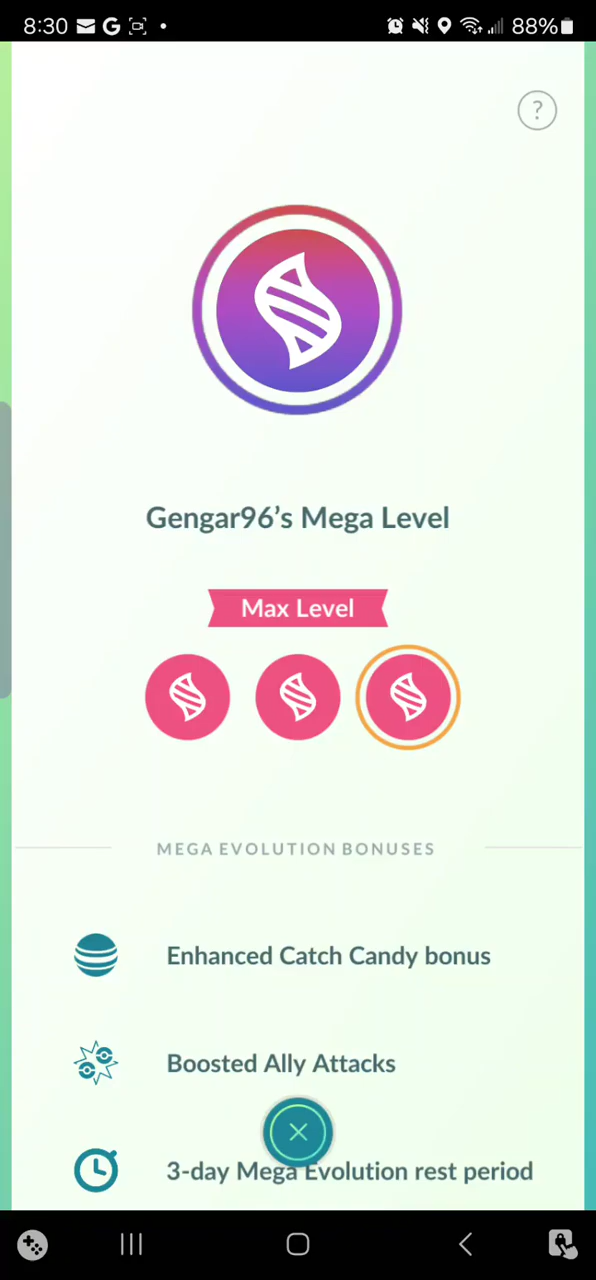 8:30 G 88%
?
Gengar96’s Mega Level
Max Level
MEGA EVOLUTION BONUSES
Enhanced Catch Candy bonus
Boosted Ally Attacks
3-day Mega Evolution rest period